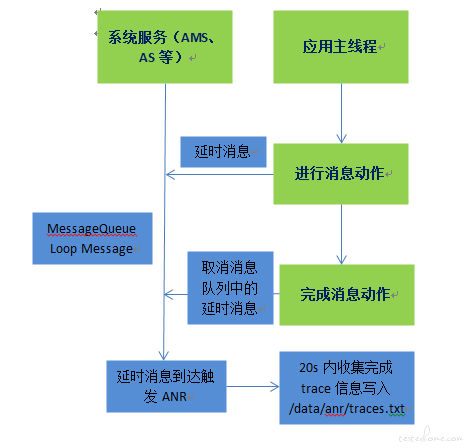 系统服务（AMS、
AS 等）
应用主线程
延时消息
进行消息动作
MessageQueue
Loop Message
取消消息
队列中的
延时消息
完成消息动作
延时消息到达触
发 ANR
20s 内收集完成
trace 信息写入
/data/anr/traces.txt
testerhome.com